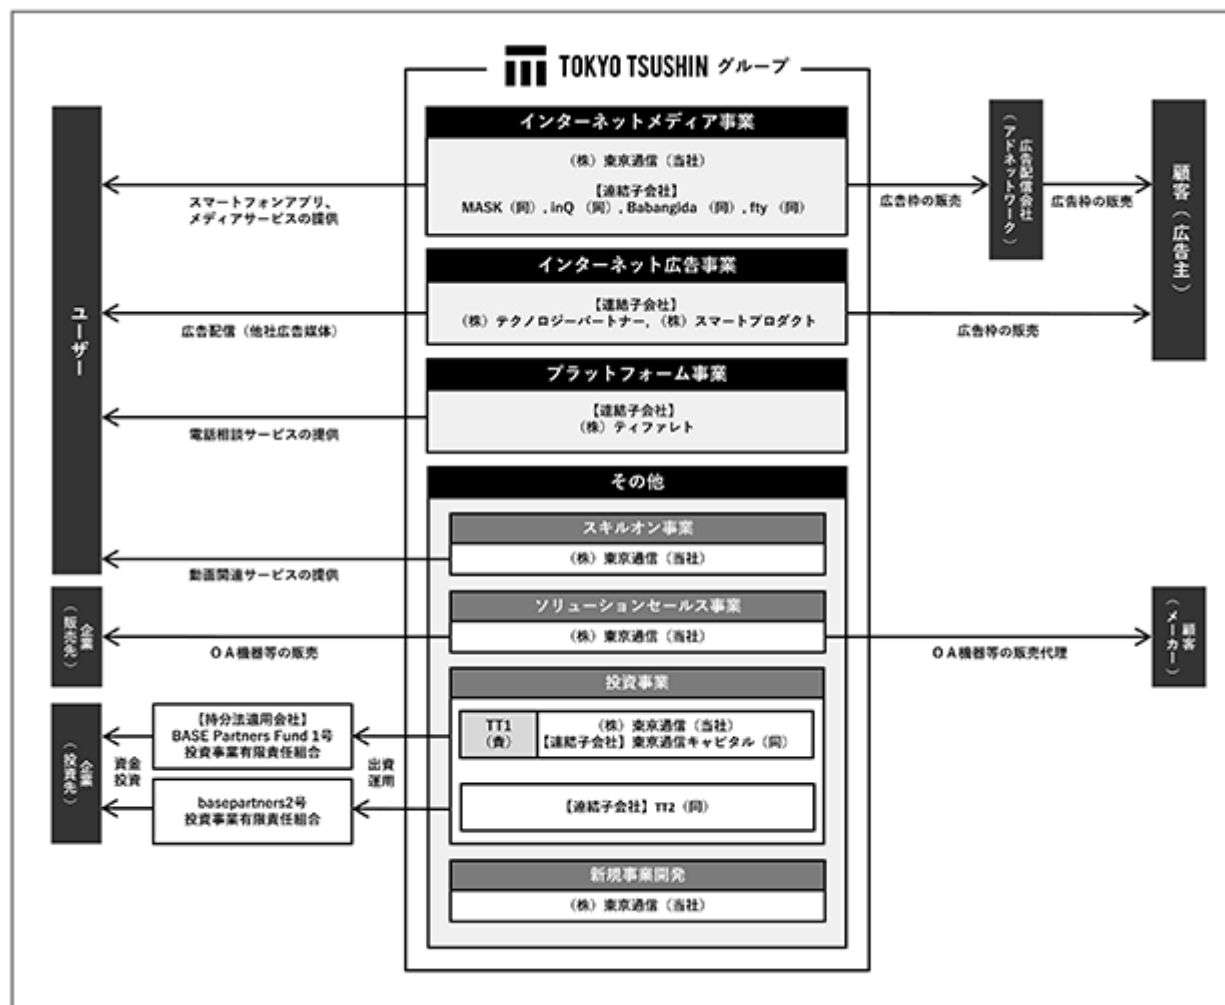 TOKYO TSUSHIN グループ
インターネットメディア事業
（株）東京通信（当社）
【連結子会社】
MASK（同）, inQ （同）, Babangida （同）, fty （同）
スマートフォンアプリ、
メディアサービスの提供
広告枠の販売
広告配信会社
（アドネットワーク）
広告枠の販売
顧客（広告主）
ユーザー
インターネット広告事業
【連結子会社】
（株）テクノロジーパートナー, （株）スマートプロダクト
広告配信（他社広告媒体）
広告枠の販売
プラットフォーム事業
【連結子会社】
（株）ティファレト
電話相談サービスの提供
その他
スキルオン事業
（株）東京通信（当社）
動画関連サービスの提供
ソリューションセールス事業
（株）東京通信（当社）
企業
（販売先）
ＯＡ機器等の販売
ＯＡ機器等の販売代理
顧客
（メーカー）
投資事業
TT1
（責）
（株）東京通信（当社）
【連結子会社】東京通信キャピタル（同）
【連結子会社】TT2（同）
出資
運用
【持分法適用会社】
BASE Partners Fund 1号
投資事業有限責任組合
basepartners2号
投資事業有限責任組合
資金
投資
企業
（投資先）
新規事業開発
（株）東京通信（当社）